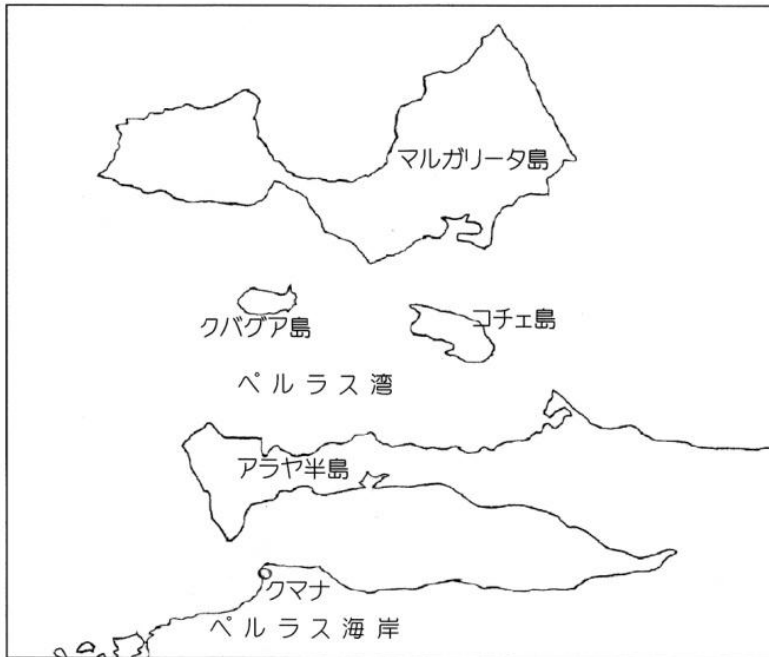 マルガリータ島
クバグア島
コチェ島
ペルラス湾
アラヤ半島
クマナ
ペルラス海岸